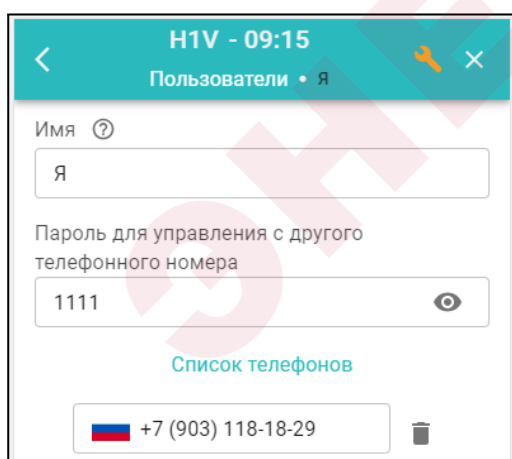 H1V - 09:15
Пользователи • Я
Имя
Я
Пароль для управления с другого
телефонного номера
1111
Список телефонов
+7 (903) 118-18-29
ЭНЕ